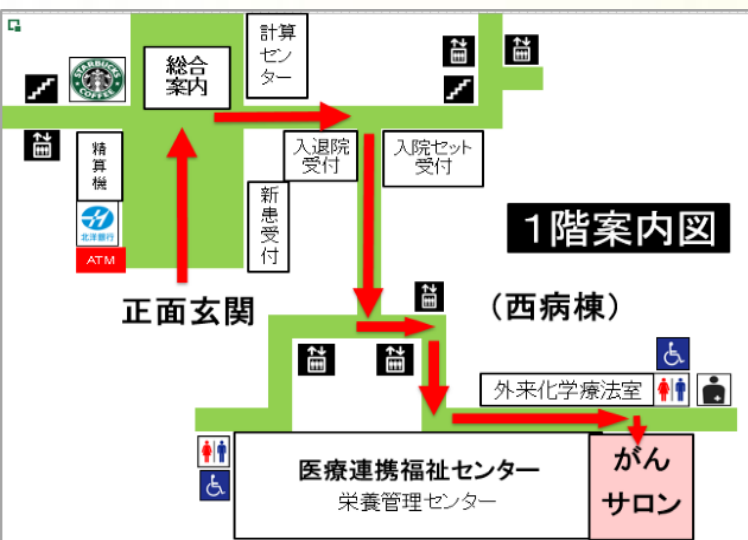 計算
セン
ター
総合
案内
STARBUCKS
COFFEE
精
算
機
入退院
受付
入院セット
受付
新
患
受
付
北洋銀行
ATM
1階案内図
正面玄関
(西病棟)
外来化学療法室
医療連携福祉センター
栄養管理センター
がん
サロン